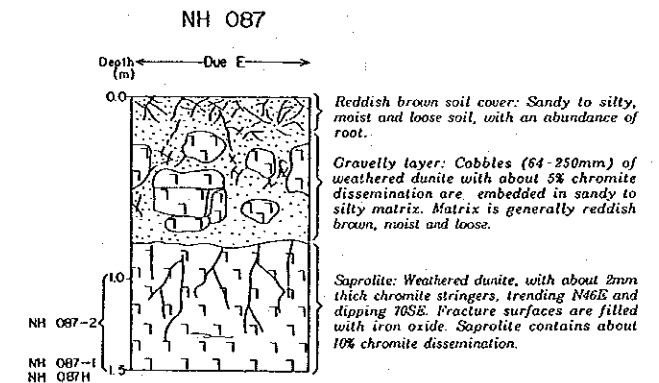 NH 087
Depth
(m)
Due E
0.0
Reddish brown soil cover: Sandy to silty,
moist and loose soil, with an abundance of
root.
Gravelly layer: Cobbles (64-250mm) of
weathered dunite with about 5% chromite
dissemination are embedded in sandy to
silty matrix. Matrix is generally reddish
brown, moist and loose.
1.0
Saprolite: Weathered dunite, with about 2mm
thick chromite stringers, trending N46E and
dipping 70SE. Fracture surfaces are filled
with iron oxide. Saprolite contains about
10% chromite dissemination.
NH 087-2
NH 087-1
NH 087H
1.5